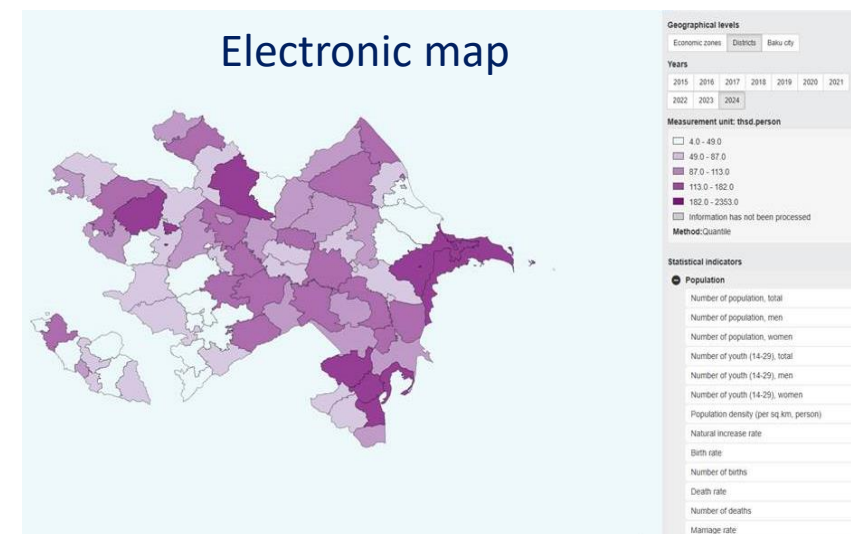 Electronic map
Geographical levels
Economic zones Districts Baku city
Years
2015 2016 2017 2018 2019 2020 2021
2022 2023 2024
Measurement unit: thsd.person
4.0 - 49.0
49.0 - 87.0
87.0 - 113.0
113.0 - 182.0
182.0 - 2353.0
Information has not been processed
Method:Quantile
Statistical indicators
Population
Number of population, total
Number of population, men
Number of population, women
Number of youth (14-29), total
Number of youth (14-29), men
Number of youth (14-29), women
Population density (per sq.km, person)
Natural increase rate
Birth rate
Number of births
Death rate
Number of deaths
Marriage rate